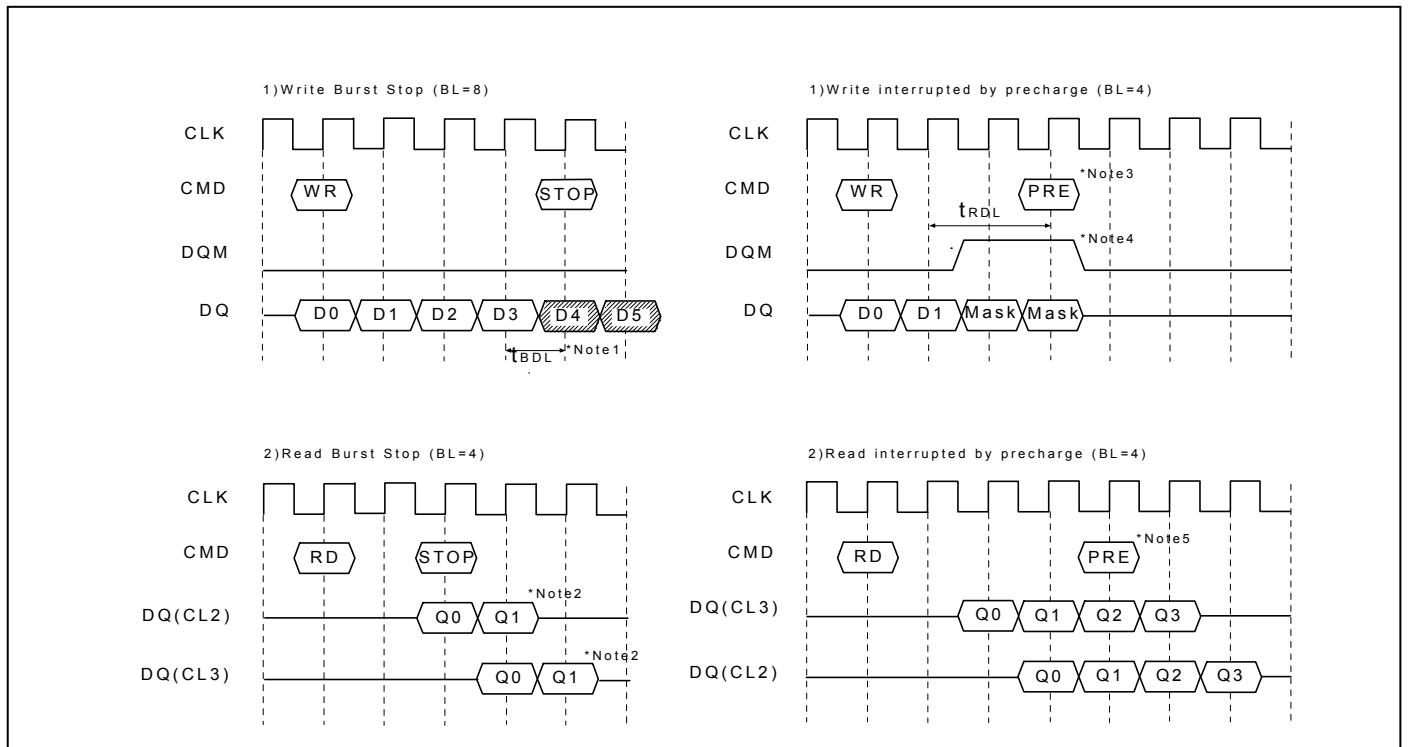 1)Write Burst Stop (BL=8)
CLK
CMD WR STOP
DQM
DQ D0 D1 D2 D3 D4 D5
tBDL *Note1
1)Write interrupted by precharge (BL=4)
CLK
CMD WR PRE *Note3
tRDL
DQM *Note4
DQ D0 D1 Mask Mask
2)Read Burst Stop (BL=4)
CLK
CMD RD STOP
DQ(CL2) Q0 Q1 *Note2
DQ(CL3) Q0 Q1 *Note2
2)Read interrupted by precharge (BL=4)
CLK
CMD RD PRE *Note5
DQ(CL3) Q0 Q1 Q2 Q3
DQ(CL2) Q0 Q1 Q2 Q3